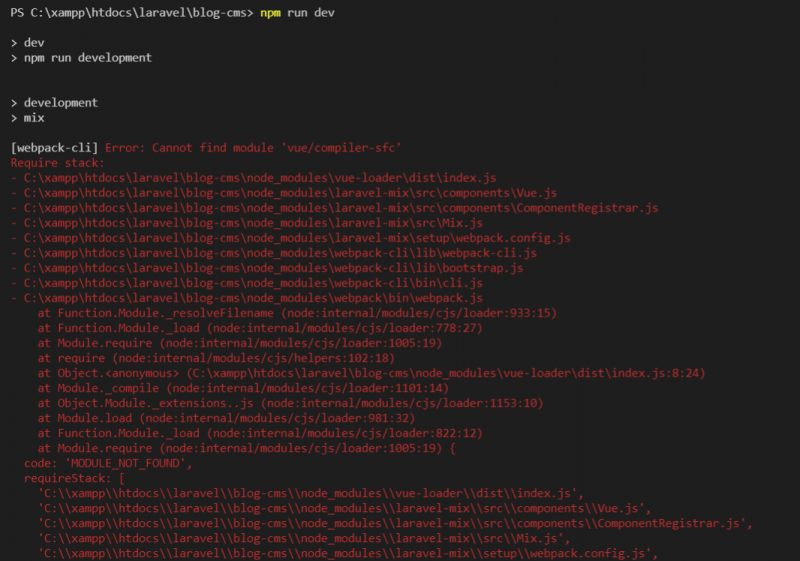 PS C:\xampp\htdocs\laravel\blog-cms> npm run dev
> dev
> npm run development
> development
> mix
[webpack-cli] Error: Cannot find module 'vue/compiler-sfc'
Require stack:
- C:\xampp\htdocs\laravel\blog-cms\node_modules\vue-loader\dist\index.js
- C:\xampp\htdocs\laravel\blog-cms\node_modules\laravel-mix\src\components\Vue.js
- C:\xampp\htdocs\laravel\blog-cms\node_modules\laravel-mix\src\components\ComponentRegistrar.js
- C:\xampp\htdocs\laravel\blog-cms\node_modules\laravel-mix\src\Mix.js
- C:\xampp\htdocs\laravel\blog-cms\node_modules\laravel-mix\setup\webpack.config.js
- C:\xampp\htdocs\laravel\blog-cms\node_modules\webpack-cli\lib\webpack-cli.js
- C:\xampp\htdocs\laravel\blog-cms\node_modules\webpack-cli\lib\bootstrap.js
- C:\xampp\htdocs\laravel\blog-cms\node_modules\webpack-cli\bin\cli.js
- C:\xampp\htdocs\laravel\blog-cms\node_modules\webpack\bin\webpack.js
at Function.Module._resolveFilename (node:internal/modules/cjs/loader:933:15)
at Function.Module._load (node:internal/modules/cjs/loader:778:27)
at Module.require (node:internal/modules/cjs/loader:1005:19)
at require (node:internal/modules/cjs/helpers:102:18)
at Object.<anonymous> (C:\xampp\htdocs\laravel\blog-cms\node_modules\vue-loader\dist\index.js:8:24)
at Module._compile (node:internal/modules/cjs/loader:1101:14)
at Object.Module._extensions..js (node:internal/modules/cjs/loader:1153:10)
at Module.load (node:internal/modules/cjs/loader:981:32)
at Function.Module._load (node:internal/modules/cjs/loader:822:12)
at Module.require (node:internal/modules/cjs/loader:1005:19) {
code: 'MODULE_NOT_FOUND',
requireStack: [
'C:\\xampp\\htdocs\\laravel\\blog-cms\\node_modules\\vue-loader\\dist\\index.js',
'C:\\xampp\\htdocs\\laravel\\blog-cms\\node_modules\\laravel-mix\\src\\components\\Vue.js',
'C:\\xampp\\htdocs\\laravel\\blog-cms\\node_modules\\laravel-mix\\src\\components\\ComponentRegistrar.js',
'C:\\xampp\\htdocs\\laravel\\blog-cms\\node_modules\\laravel-mix\\src\\Mix.js',
'C:\\xampp\\htdocs\\laravel\\blog-cms\\node_modules\\laravel-mix\\setup\\webpack.config.js',